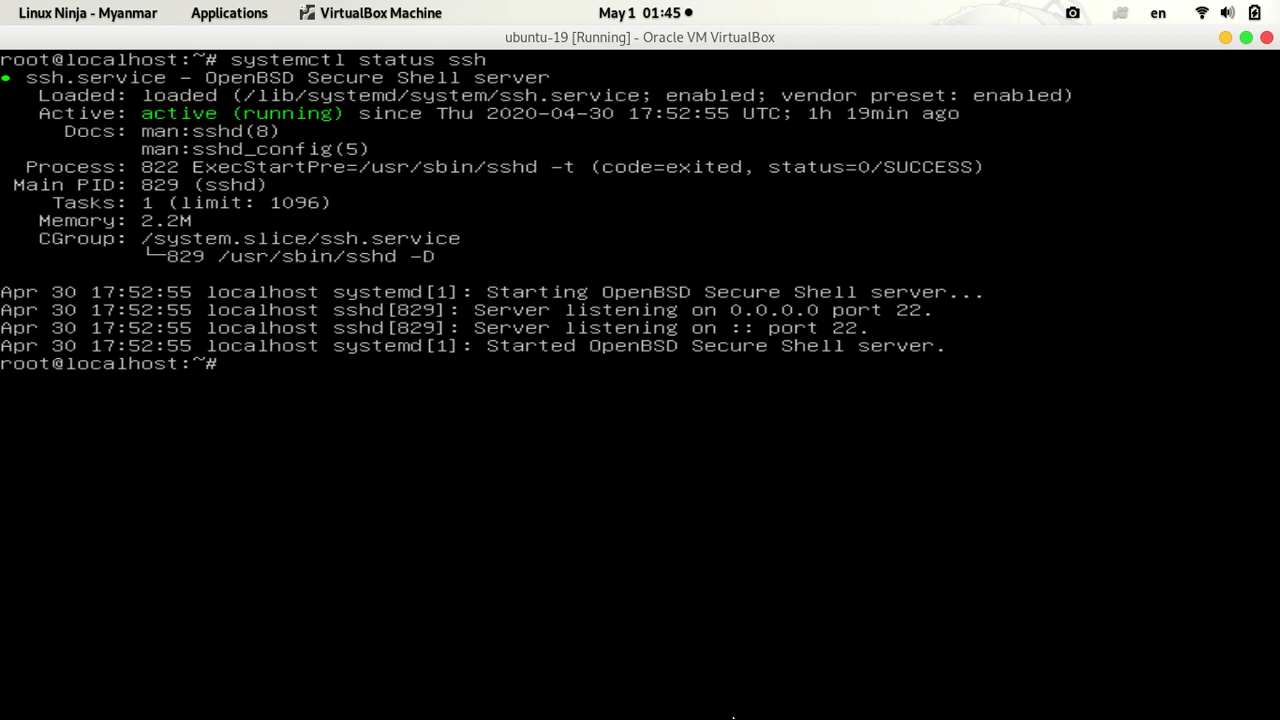 Linux Ninja - Myanmar Applications VirtualBox Machine May 1 01:45 en
ubuntu-19 [Running] - Oracle VM VirtualBox
root@localhost:~# systemctl status ssh
● ssh.service - OpenBSD Secure Shell server
   Loaded: loaded (/lib/systemd/system/ssh.service; enabled; vendor preset: enabled)
   Active: active (running) since Thu 2020-04-30 17:52:55 UTC; 1h 19min ago
     Docs: man:sshd(8)
           man:sshd_config(5)
  Process: 822 ExecStartPre=/usr/sbin/sshd -t (code=exited, status=0/SUCCESS)
 Main PID: 829 (sshd)
    Tasks: 1 (limit: 1096)
   Memory: 2.2M
   CGroup: /system.slice/ssh.service
           └─829 /usr/sbin/sshd -D
Apr 30 17:52:55 localhost systemd[1]: Starting OpenBSD Secure Shell server...
Apr 30 17:52:55 localhost sshd[829]: Server listening on 0.0.0.0 port 22.
Apr 30 17:52:55 localhost sshd[829]: Server listening on :: port 22.
Apr 30 17:52:55 localhost systemd[1]: Started OpenBSD Secure Shell server.
root@localhost:~#